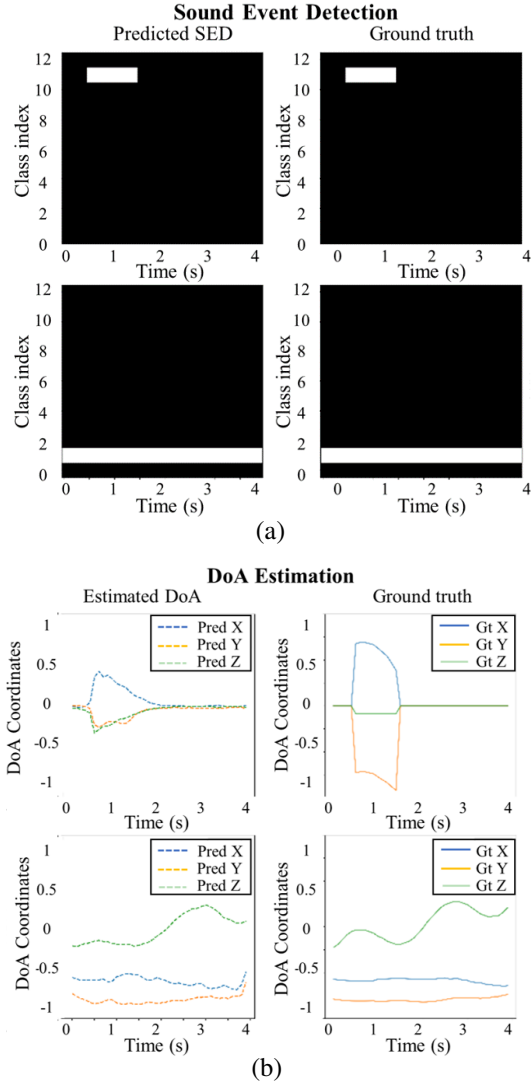 Sound Event Detection
Predicted SED Ground truth
12 12
10 10
8 8
6 6
4 4
2 2
0 0
Class index Class index
0 1 2 3 4 0 1 2 3 4
Time (s) Time (s)
12 12
10 10
8 8
6 6
4 4
2 2
0 0
Class index Class index
0 1 2 3 4 0 1 2 3 4
Time (s) Time (s)
(a)
DoA Estimation
Estimated DoA Ground truth
1 1
0.5 0.5
0 0
-0.5 -0.5
-1 -1
DoA Coordinates DoA Coordinates
Pred X Gt X
Pred Y Gt Y
Pred Z Gt Z
0 1 2 3 4 0 1 2 3 4
Time (s) Time (s)
1 1
0.5 0.5
0 0
-0.5 -0.5
-1 -1
DoA Coordinates DoA Coordinates
Pred X Gt X
Pred Y Gt Y
Pred Z Gt Z
0 1 2 3 4 0 1 2 3 4
Time (s) Time (s)
(b)